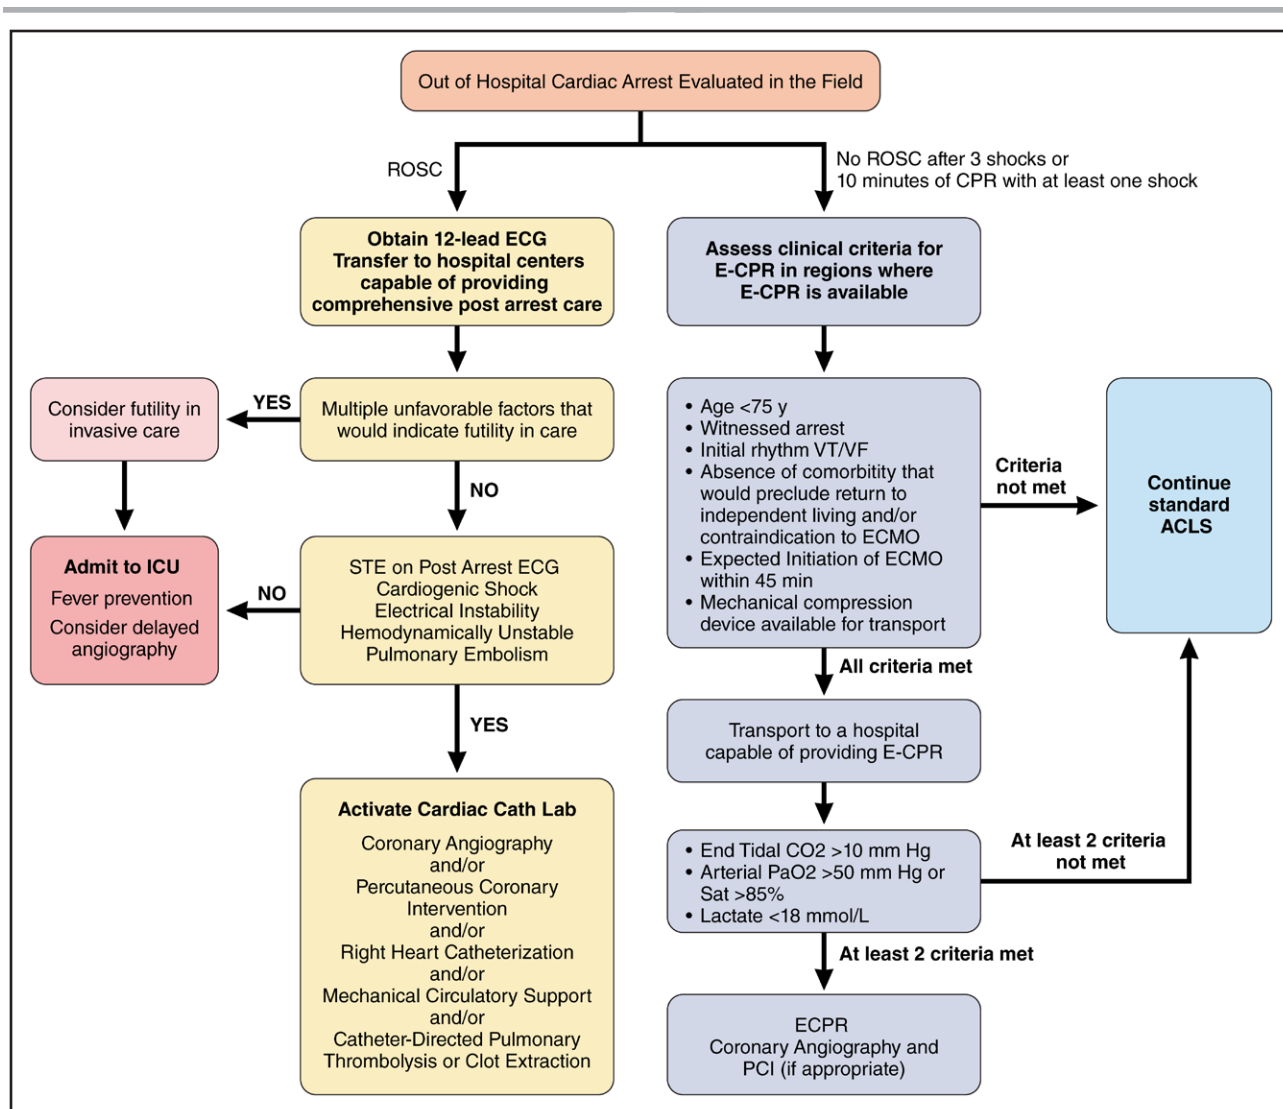 Out of Hospital Cardiac Arrest Evaluated in the Field
ROSC
No ROSC after 3 shocks or
10 minutes of CPR with at least one shock
Obtain 12-lead ECG
Transfer to hospital centers
capable of providing
comprehensive post arrest care
Assess clinical criteria for
E-CPR in regions where
E-CPR is available
Consider futility in
invasive care
YES
Multiple unfavorable factors that
would indicate futility in care
NO
• Age <75 y
• Witnessed arrest
• Initial rhythm VT/VF
• Absence of comorbitity that
would preclude return to
independent living and/or
contraindication to ECMO
• Expected Initiation of ECMO
within 45 min
• Mechanical compression
device available for transport
Criteria
not met
Continue
standard
ACLS
Admit to ICU
Fever prevention
Consider delayed
angiography
NO
STE on Post Arrest ECG
Cardiogenic Shock
Electrical Instability
Hemodynamically Unstable
Pulmonary Embolism
YES
All criteria met
Transport to a hospital
capable of providing E-CPR
Activate Cardiac Cath Lab
Coronary Angiography
and/or
Percutaneous Coronary
Intervention
and/or
Right Heart Catheterization
and/or
Mechanical Circulatory Support
and/or
Catheter-Directed Pulmonary
Thrombolysis or Clot Extraction
• End Tidal CO2 >10 mm Hg
• Arterial PaO2 >50 mm Hg or
Sat >85%
• Lactate <18 mmol/L
At least 2 criteria
not met
At least 2 criteria met
ECPR
Coronary Angiography and
PCI (if appropriate)